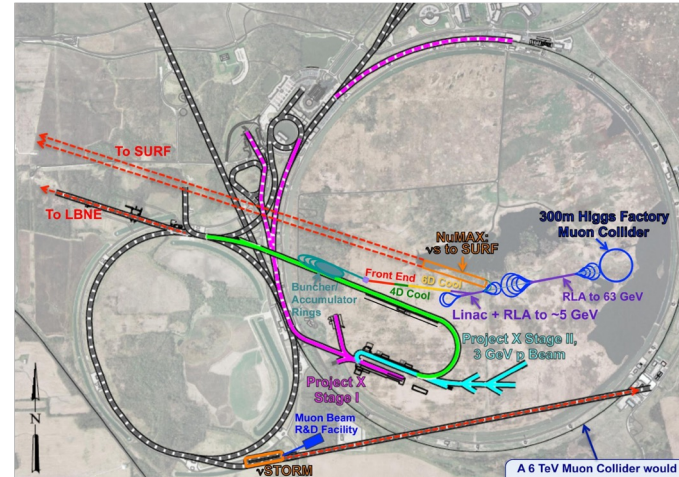 To SURF
To LBNE
NuMAX:
νs to SURF
300m Higgs Factory
Muon Collider
Front End
6D Cool
4D Cool
Buncher/
Accumulator
Rings
RLA to 63 GeV
Linac + RLA to ~5 GeV
Project X Stage II,
3 GeV p Beam
Project X
Stage I
Muon Beam
R&D Facility
νSTORM
N
A 6 TeV Muon Collider would